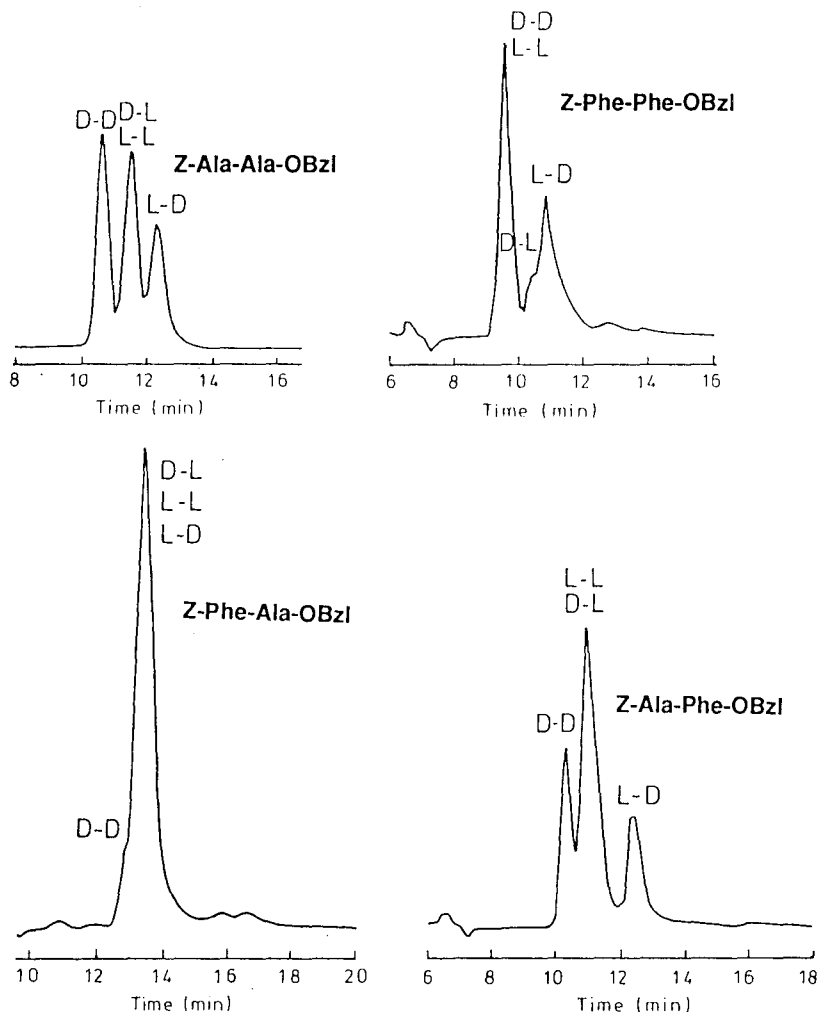 D-D D-L
L-L
Z-Ala-Ala-OBzl
L-D
8 10 12 14 16
Time (min)
D-D
L-L
Z-Phe-Phe-OBzl
L-D
D-L
6 8 10 12 14 16
Time (min)
D-L
L-L
L-D
Z-Phe-Ala-OBzl
D-D
10 12 14 16 18 20
Time (min)
L-L
D-L
Z-Ala-Phe-OBzl
D-D
L-D
6 8 10 12 14 16 18
Time (min)